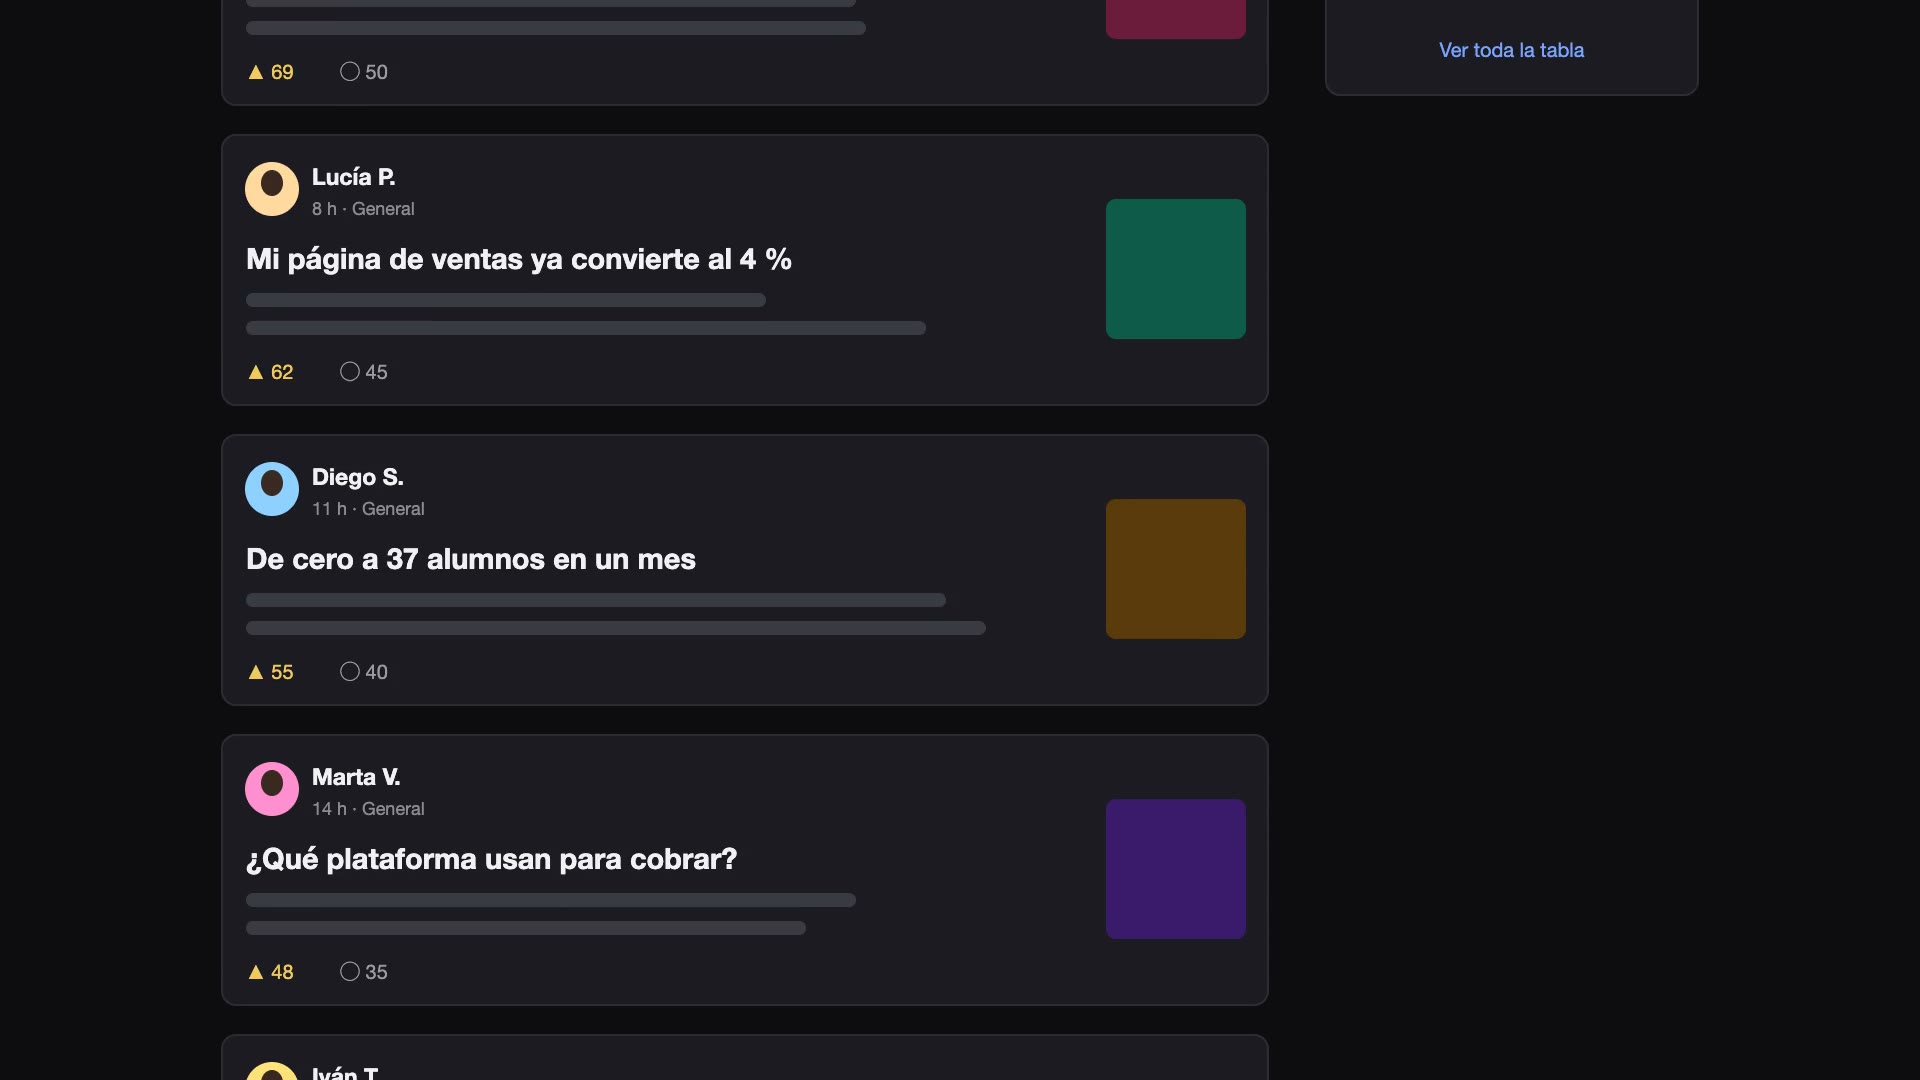 ▲ 69 ◯ 50
Ver toda la tabla
Lucía P.
8 h · General
Mi página de ventas ya convierte al 4 %
▲ 62 ◯ 45
Diego S.
11 h · General
De cero a 37 alumnos en un mes
▲ 55 ◯ 40
Marta V.
14 h · General
¿Qué plataforma usan para cobrar?
▲ 48 ◯ 35
Iván T.